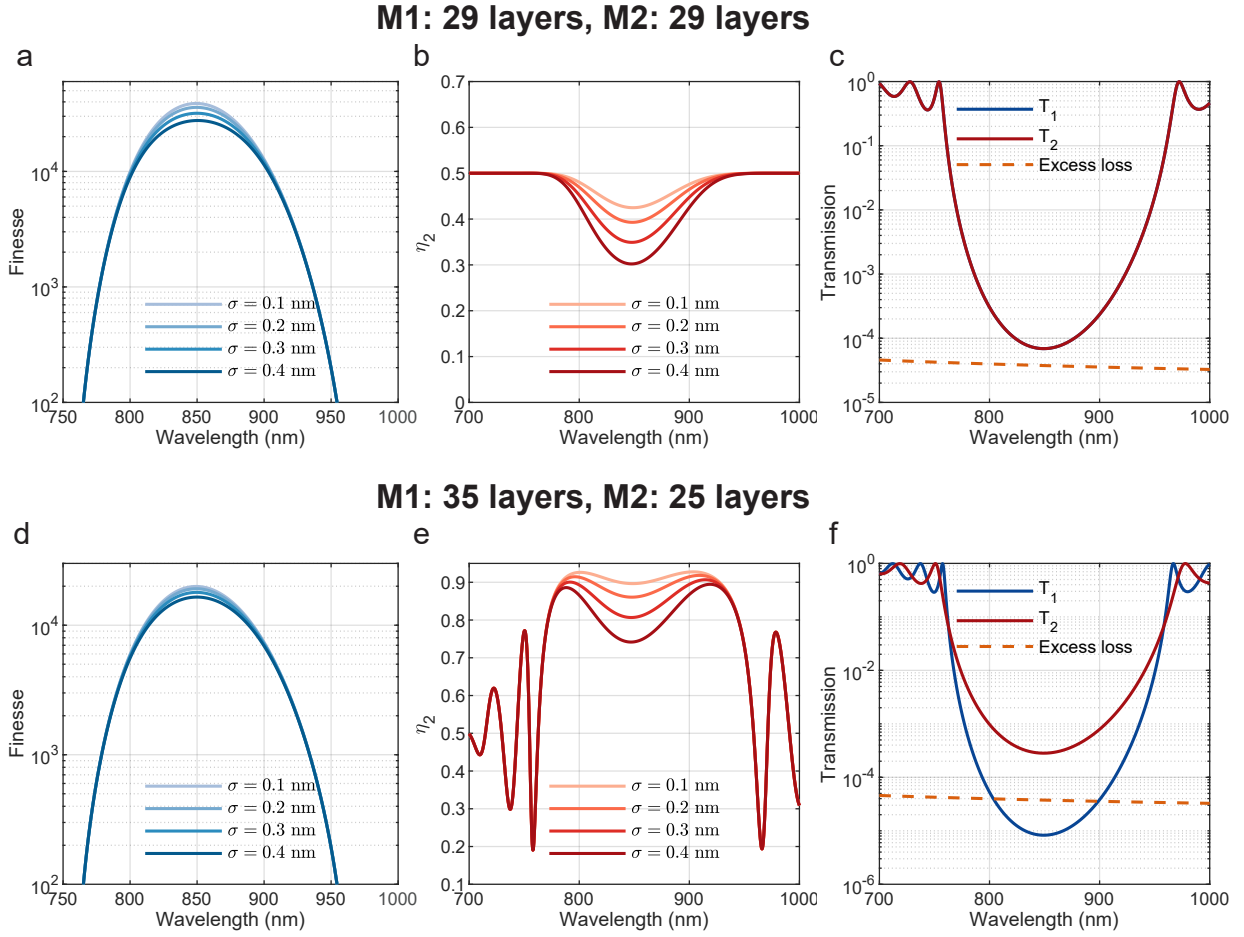 M1: 29 layers, M2: 29 layers
a
Finesse
10^4
10^3
10^2
σ = 0.1 nm
σ = 0.2 nm
σ = 0.3 nm
σ = 0.4 nm
750 800 850 900 950 1000
Wavelength (nm)
b
η_2
0.7
0.6
0.5
0.4
0.3
0.2
0.1
0
σ = 0.1 nm
σ = 0.2 nm
σ = 0.3 nm
σ = 0.4 nm
700 800 900 1000
Wavelength (nm)
c
Transmission
10^0
10^-1
10^-2
10^-3
10^-4
10^-5
T_1
T_2
Excess loss
700 800 900 1000
Wavelength (nm)
M1: 35 layers, M2: 25 layers
d
Finesse
10^4
10^3
10^2
σ = 0.1 nm
σ = 0.2 nm
σ = 0.3 nm
σ = 0.4 nm
750 800 850 900 950 1000
Wavelength (nm)
e
η_2
0.9
0.8
0.7
0.6
0.5
0.4
0.3
0.2
0.1
σ = 0.1 nm
σ = 0.2 nm
σ = 0.3 nm
σ = 0.4 nm
700 800 900 1000
Wavelength (nm)
f
Transmission
10^0
10^-2
10^-4
10^-6
T_1
T_2
Excess loss
700 800 900 1000
Wavelength (nm)